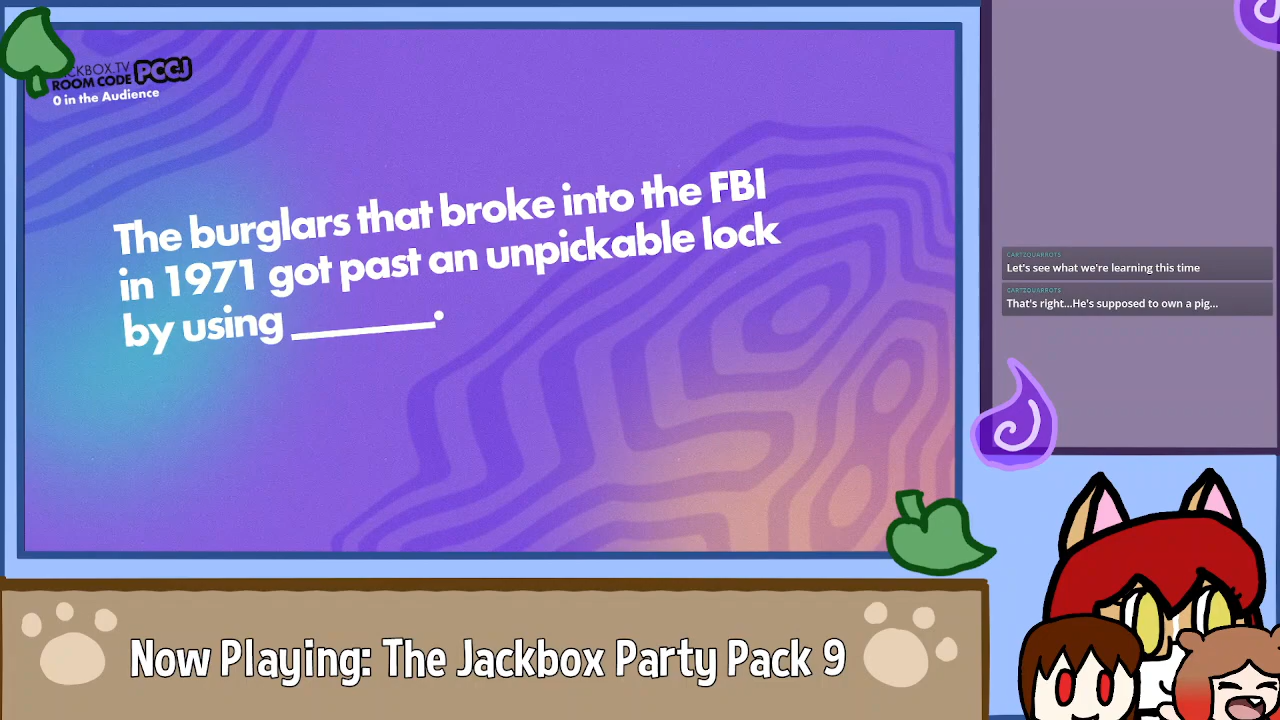 JACKBOX.TV
ROOM CODE PCGJ
0 in the Audience
The burglars that broke into the FBI
in 1971 got past an unpickable lock
by using ________.
CARTZQUARROTS
Let's see what we're learning this time
CARTZQUARROTS
That's right...He's supposed to own a pig...
Now Playing: The Jackbox Party Pack 9